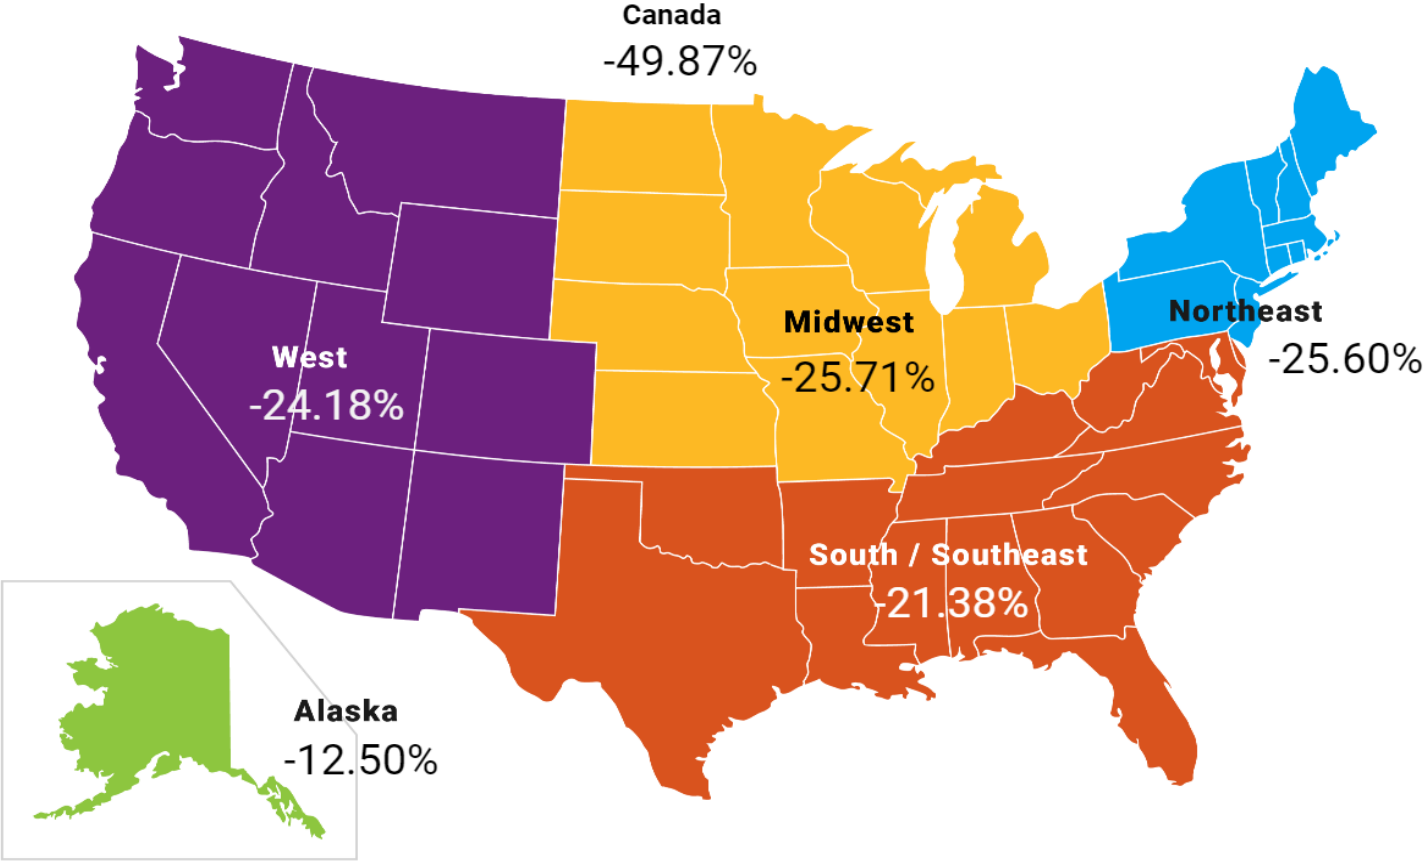 Canada
-49.87%
Midwest
-25.71%
Northeast
-25.60%
West
-24.18%
South / Southeast
-21.38%
Alaska
-12.50%